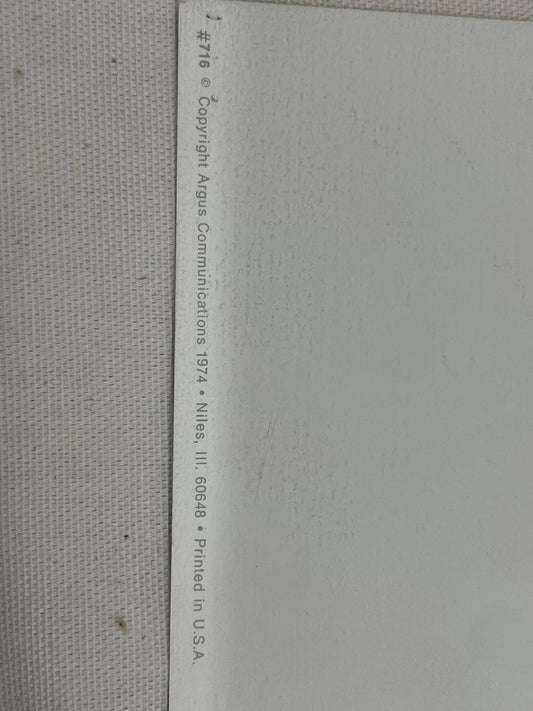 #716 © Copyright Argus Communications 1974 • Niles, Ill. 60648 • Printed in U.S.A.